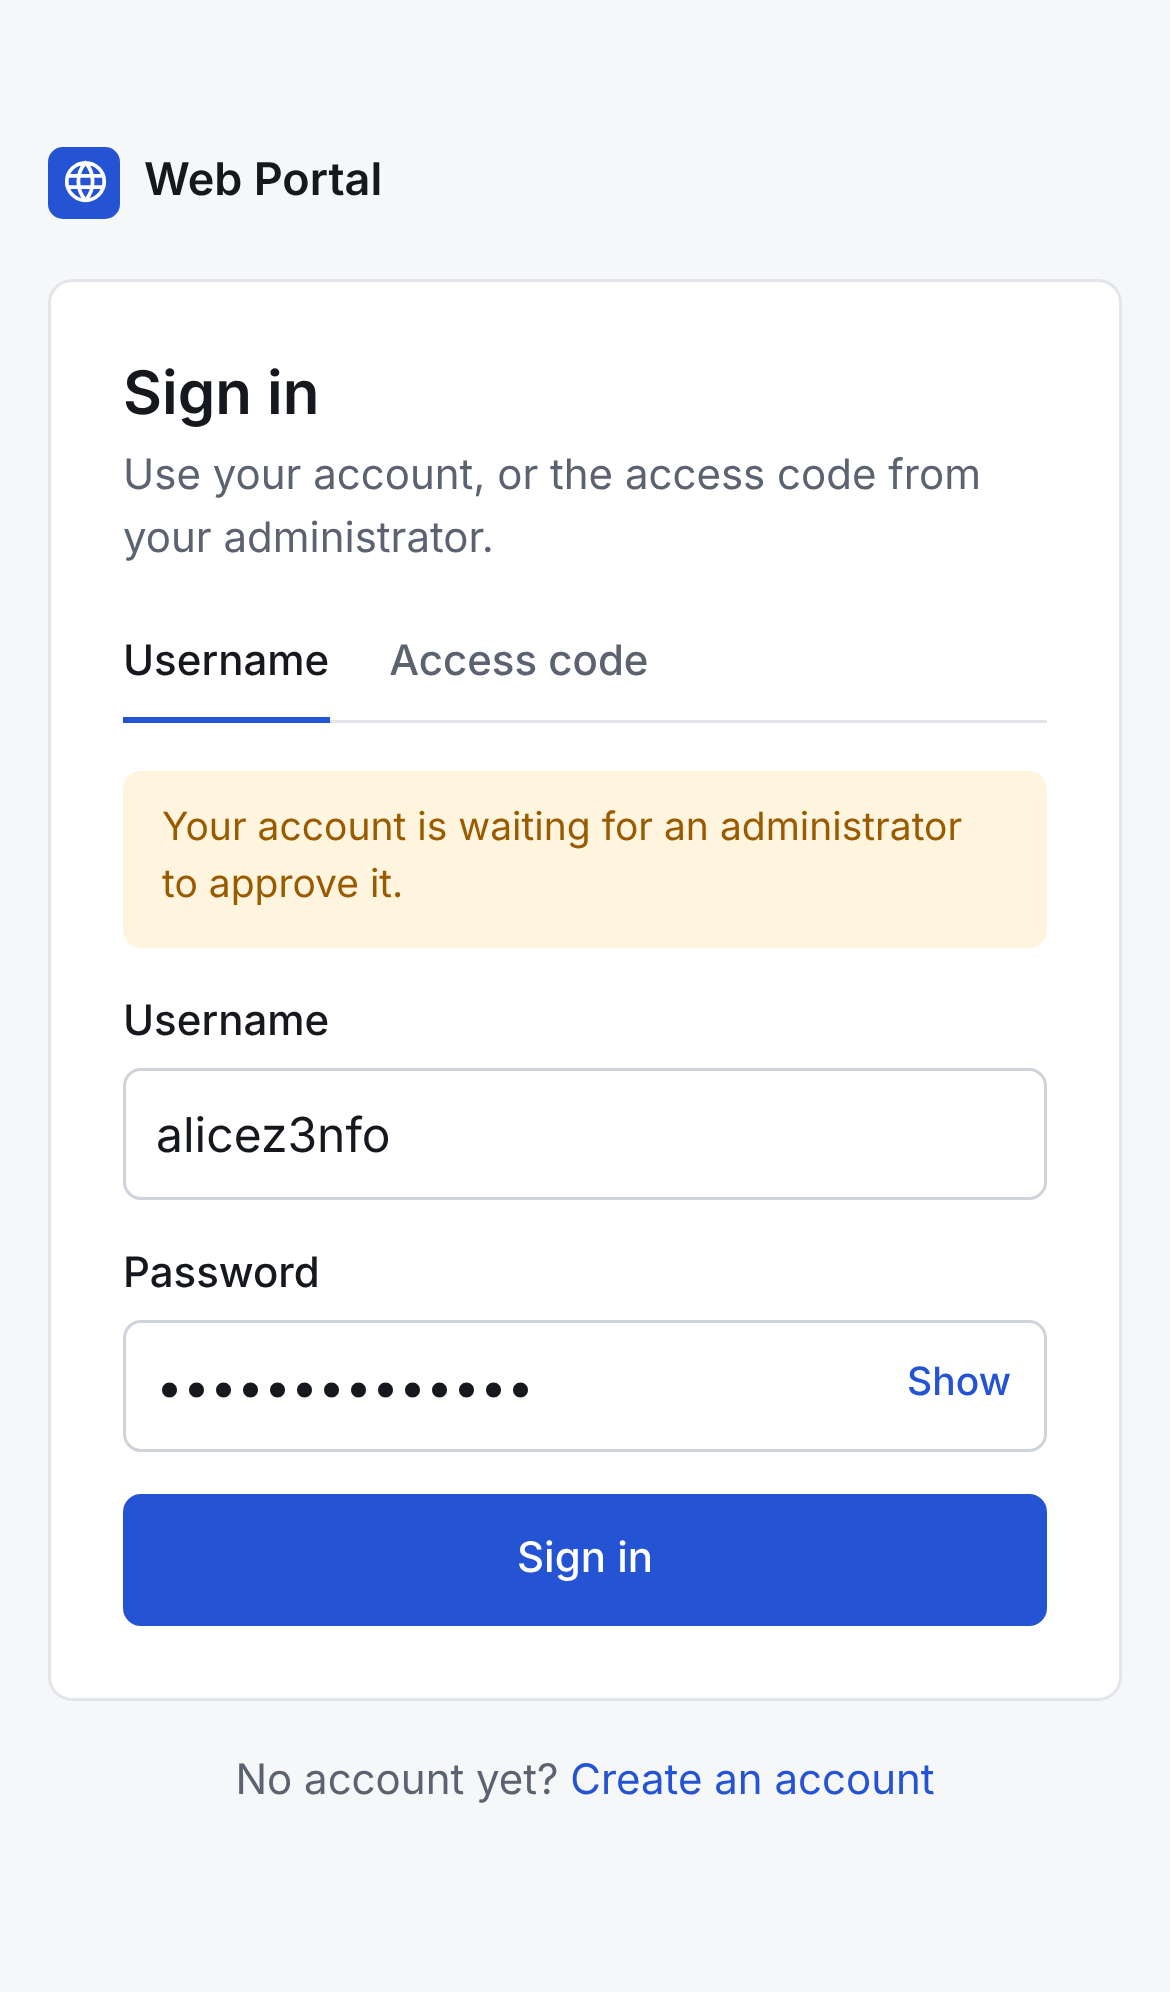 Web Portal
Sign in
Use your account, or the access code from
your administrator.
Username Access code
Your account is waiting for an administrator
to approve it.
Username
alicez3nfo
Password
••••••••••••••
Show
Sign in
No account yet? Create an account